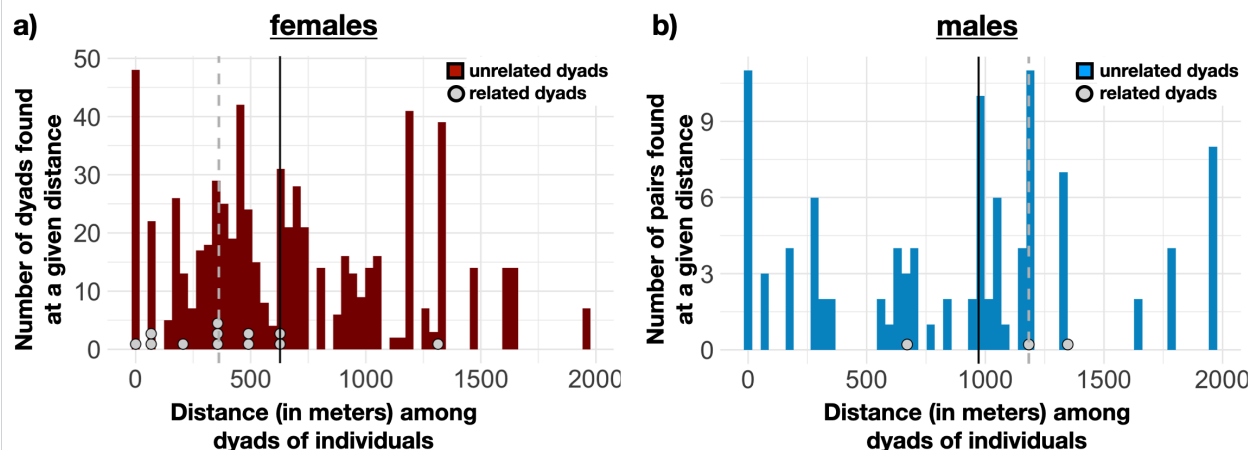 a)
females
Number of dyads found
at a given distance
50
40
30
20
10
0
unrelated dyads
related dyads
0 500 1000 1500 2000
Distance (in meters) among
dyads of individuals
b)
males
Number of pairs found
at a given distance
9
6
3
0
unrelated dyads
related dyads
0 500 1000 1500 2000
Distance (in meters) among
dyads of individuals